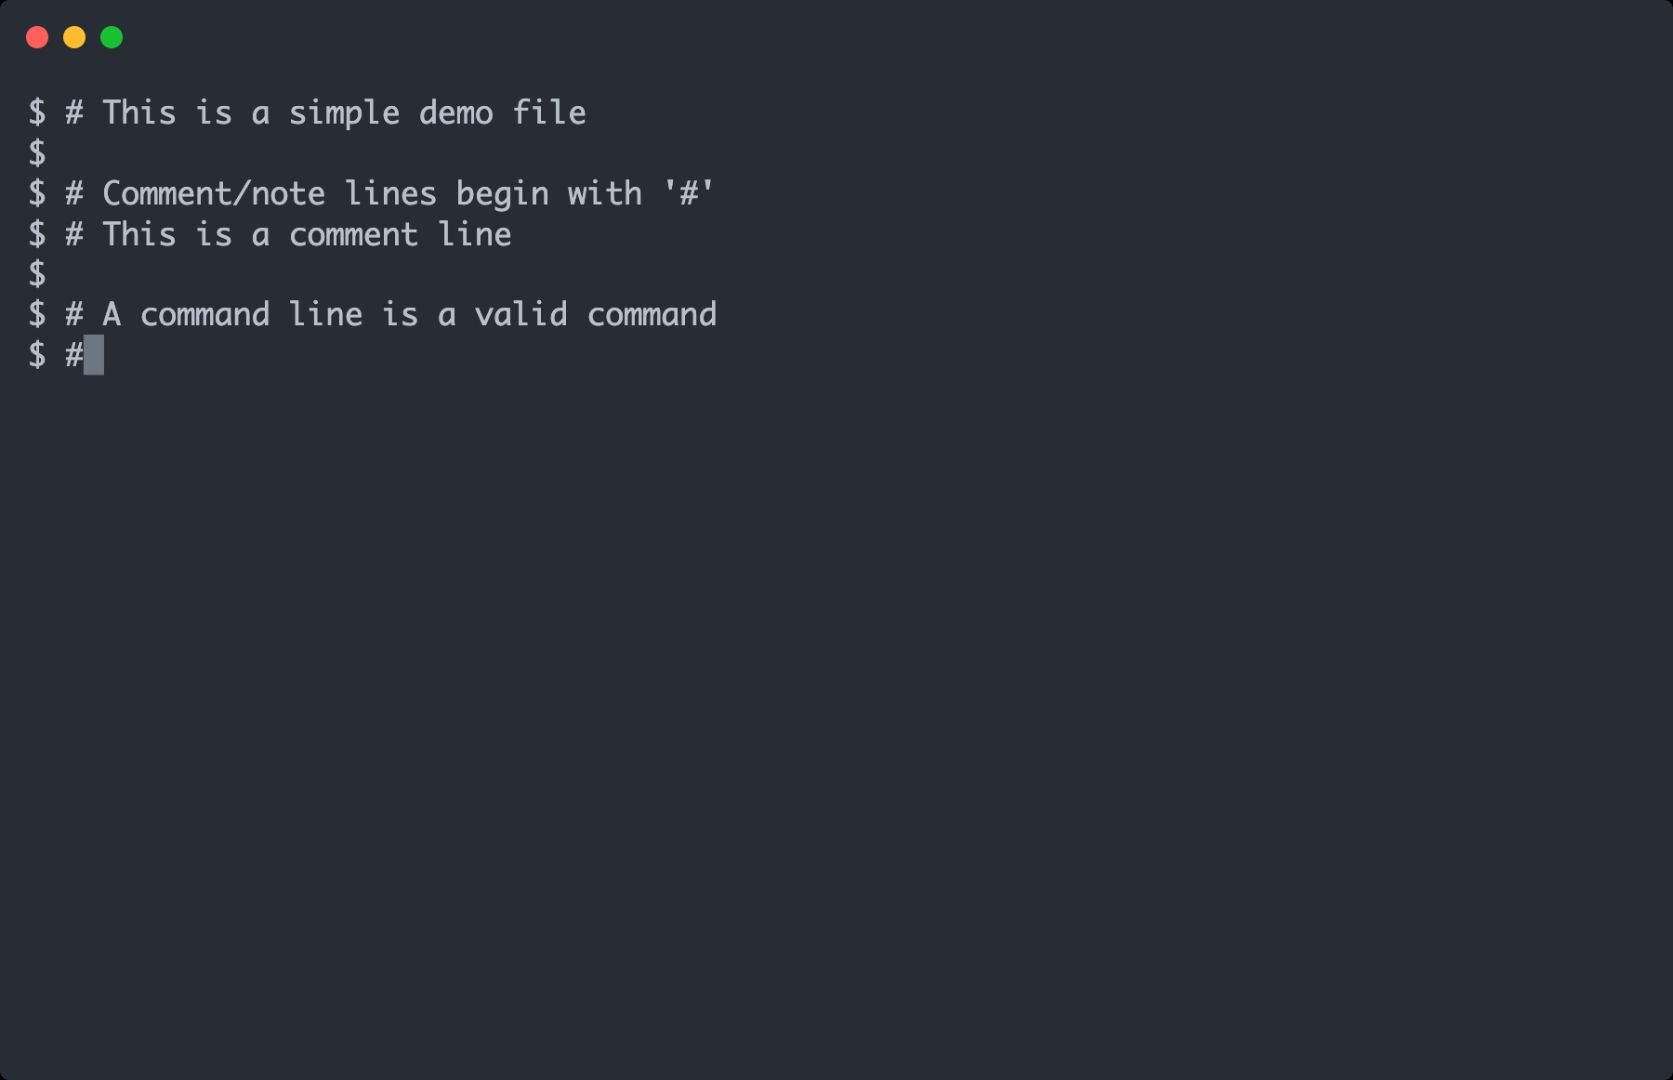 $ # This is a simple demo file
$
$ # Comment/note lines begin with '#'
$ # This is a comment line
$
$ # A command line is a valid command
$ #